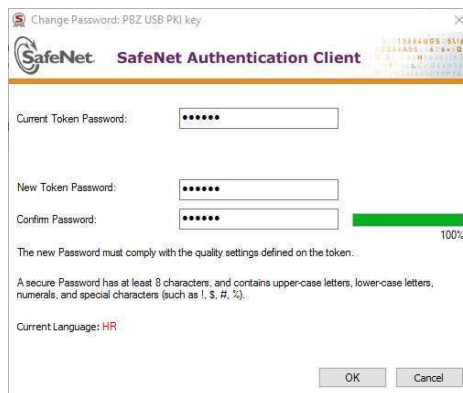 Change Password: PBZ USB PKI key
SafeNet. SafeNet Authentication Client
Current Token Password: ••••••
New Token Password: ••••••
Confirm Password: ••••••
100%
The new Password must comply with the quality settings defined on the token.
A secure Password has at least 8 characters, and contains upper-case letters, lower-case letters,
numerals, and special characters (such as !, $, #, %).
Current Language: HR
OK Cancel